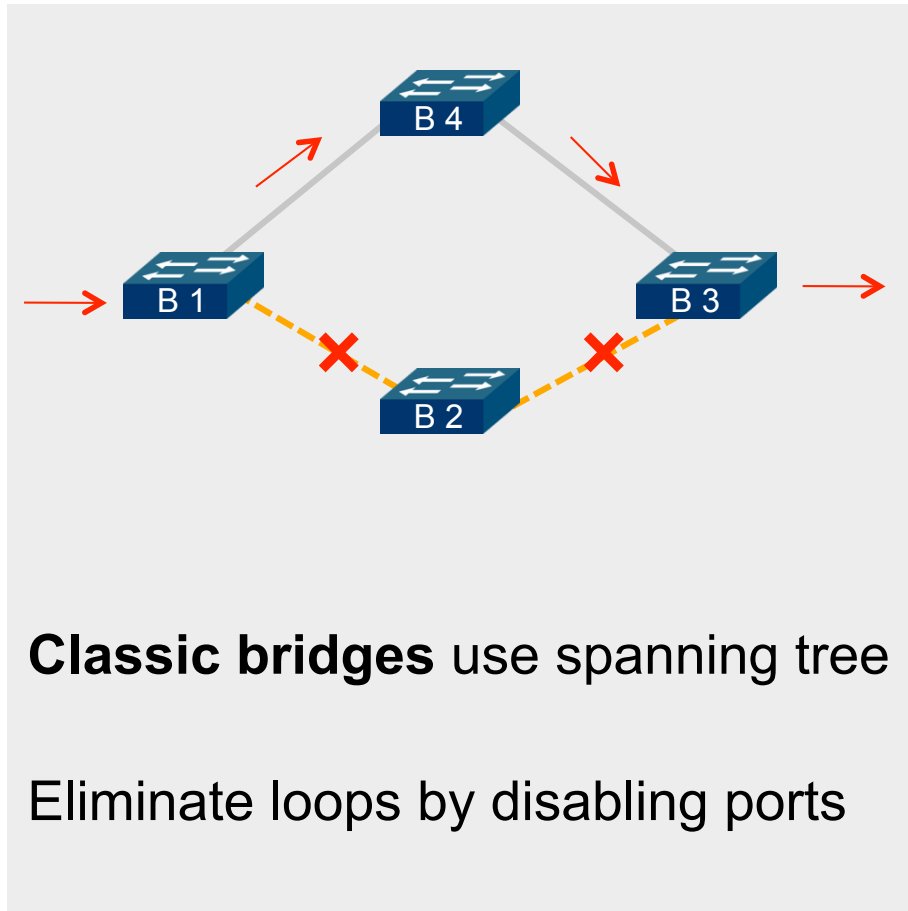 B 4
B 1
B 3
B 2
Classic bridges use spanning tree
Eliminate loops by disabling ports